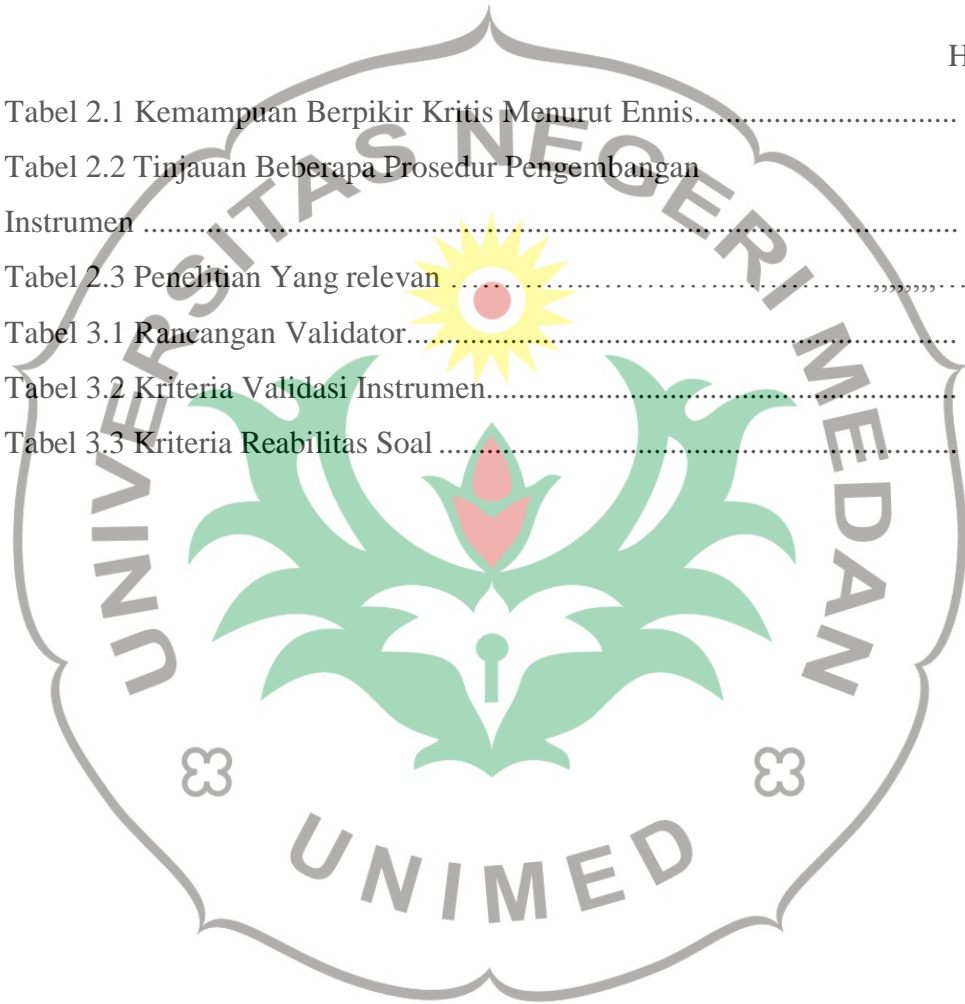 H
Tabel 2.1 Kemampuan Berpikir Kritis Menurut Ennis................................
Tabel 2.2 Tinjauan Beberapa Prosedur Pengembangan
Instrumen ....................................................................................................
Tabel 2.3 Penelitian Yang relevan ………………………………………….,,,,,,,,,…
Tabel 3.1 Rancangan Validator....................................................................
Tabel 3.2 Kriteria Validasi Instrumen..........................................................
Tabel 3.3 Kriteria Reabilitas Soal ................................................................
UNIVERSITAS NEGERI MEDAN
UNIMED